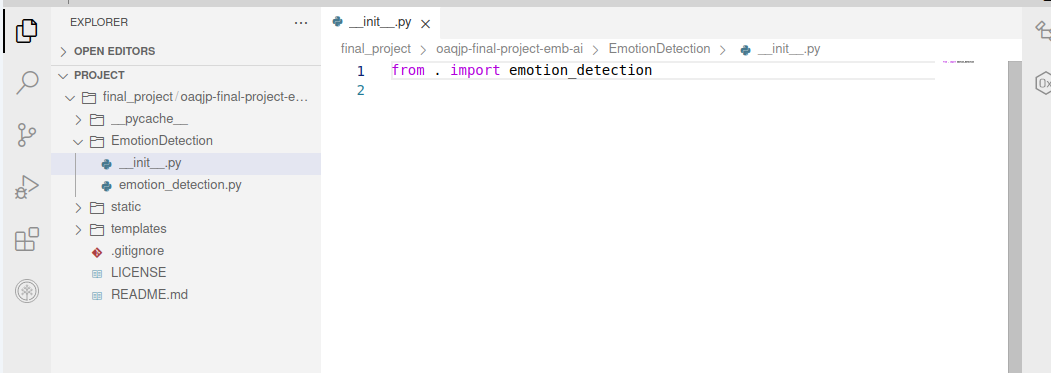 EXPLORER
OPEN EDITORS
PROJECT
final_project / oaqjp-final-project-e...
__pycache__
EmotionDetection
__init__.py
emotion_detection.py
static
templates
.gitignore
LICENSE
README.md
__init__.py
final_project > oaqjp-final-project-emb-ai > EmotionDetection > __init__.py
1 from . import emotion_detection
2
0x